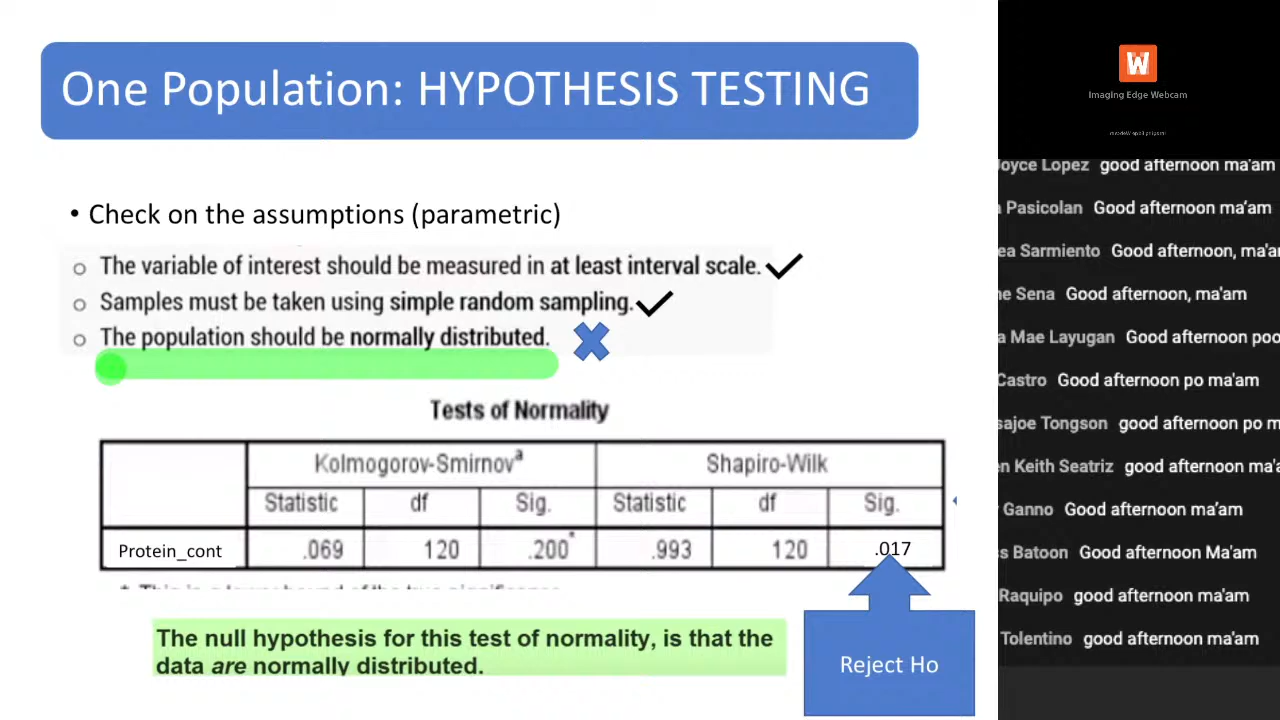 One Population: HYPOTHESIS TESTING
• Check on the assumptions (parametric)
o The variable of interest should be measured in at least interval scale.
o Samples must be taken using simple random sampling.
o The population should be normally distributed.
Tests of Normality
Kolmogorov-Smirnovᵃ Shapiro-Wilk
Statistic df Sig. Statistic df Sig.
Protein_cont .069 120 .200* .993 120 .017
The null hypothesis for this test of normality, is that the
data are normally distributed.
Reject Ho
W
Imaging Edge Webcam
Joyce Lopez good afternoon ma'am
Pasicolan Good afternoon ma'am
Sarmiento Good afternoon, ma'am
Sena Good afternoon, ma'am
Mae Layugan Good afternoon poo
Castro Good afternoon po ma'am
Tongson good afternoon po m
Keith Seatriz good afternoon ma'a
Ganno Good afternoon ma'am
Batoon Good afternoon Ma'am
Raquipo good afternoon ma'am
Tolentino good afternoon ma'am